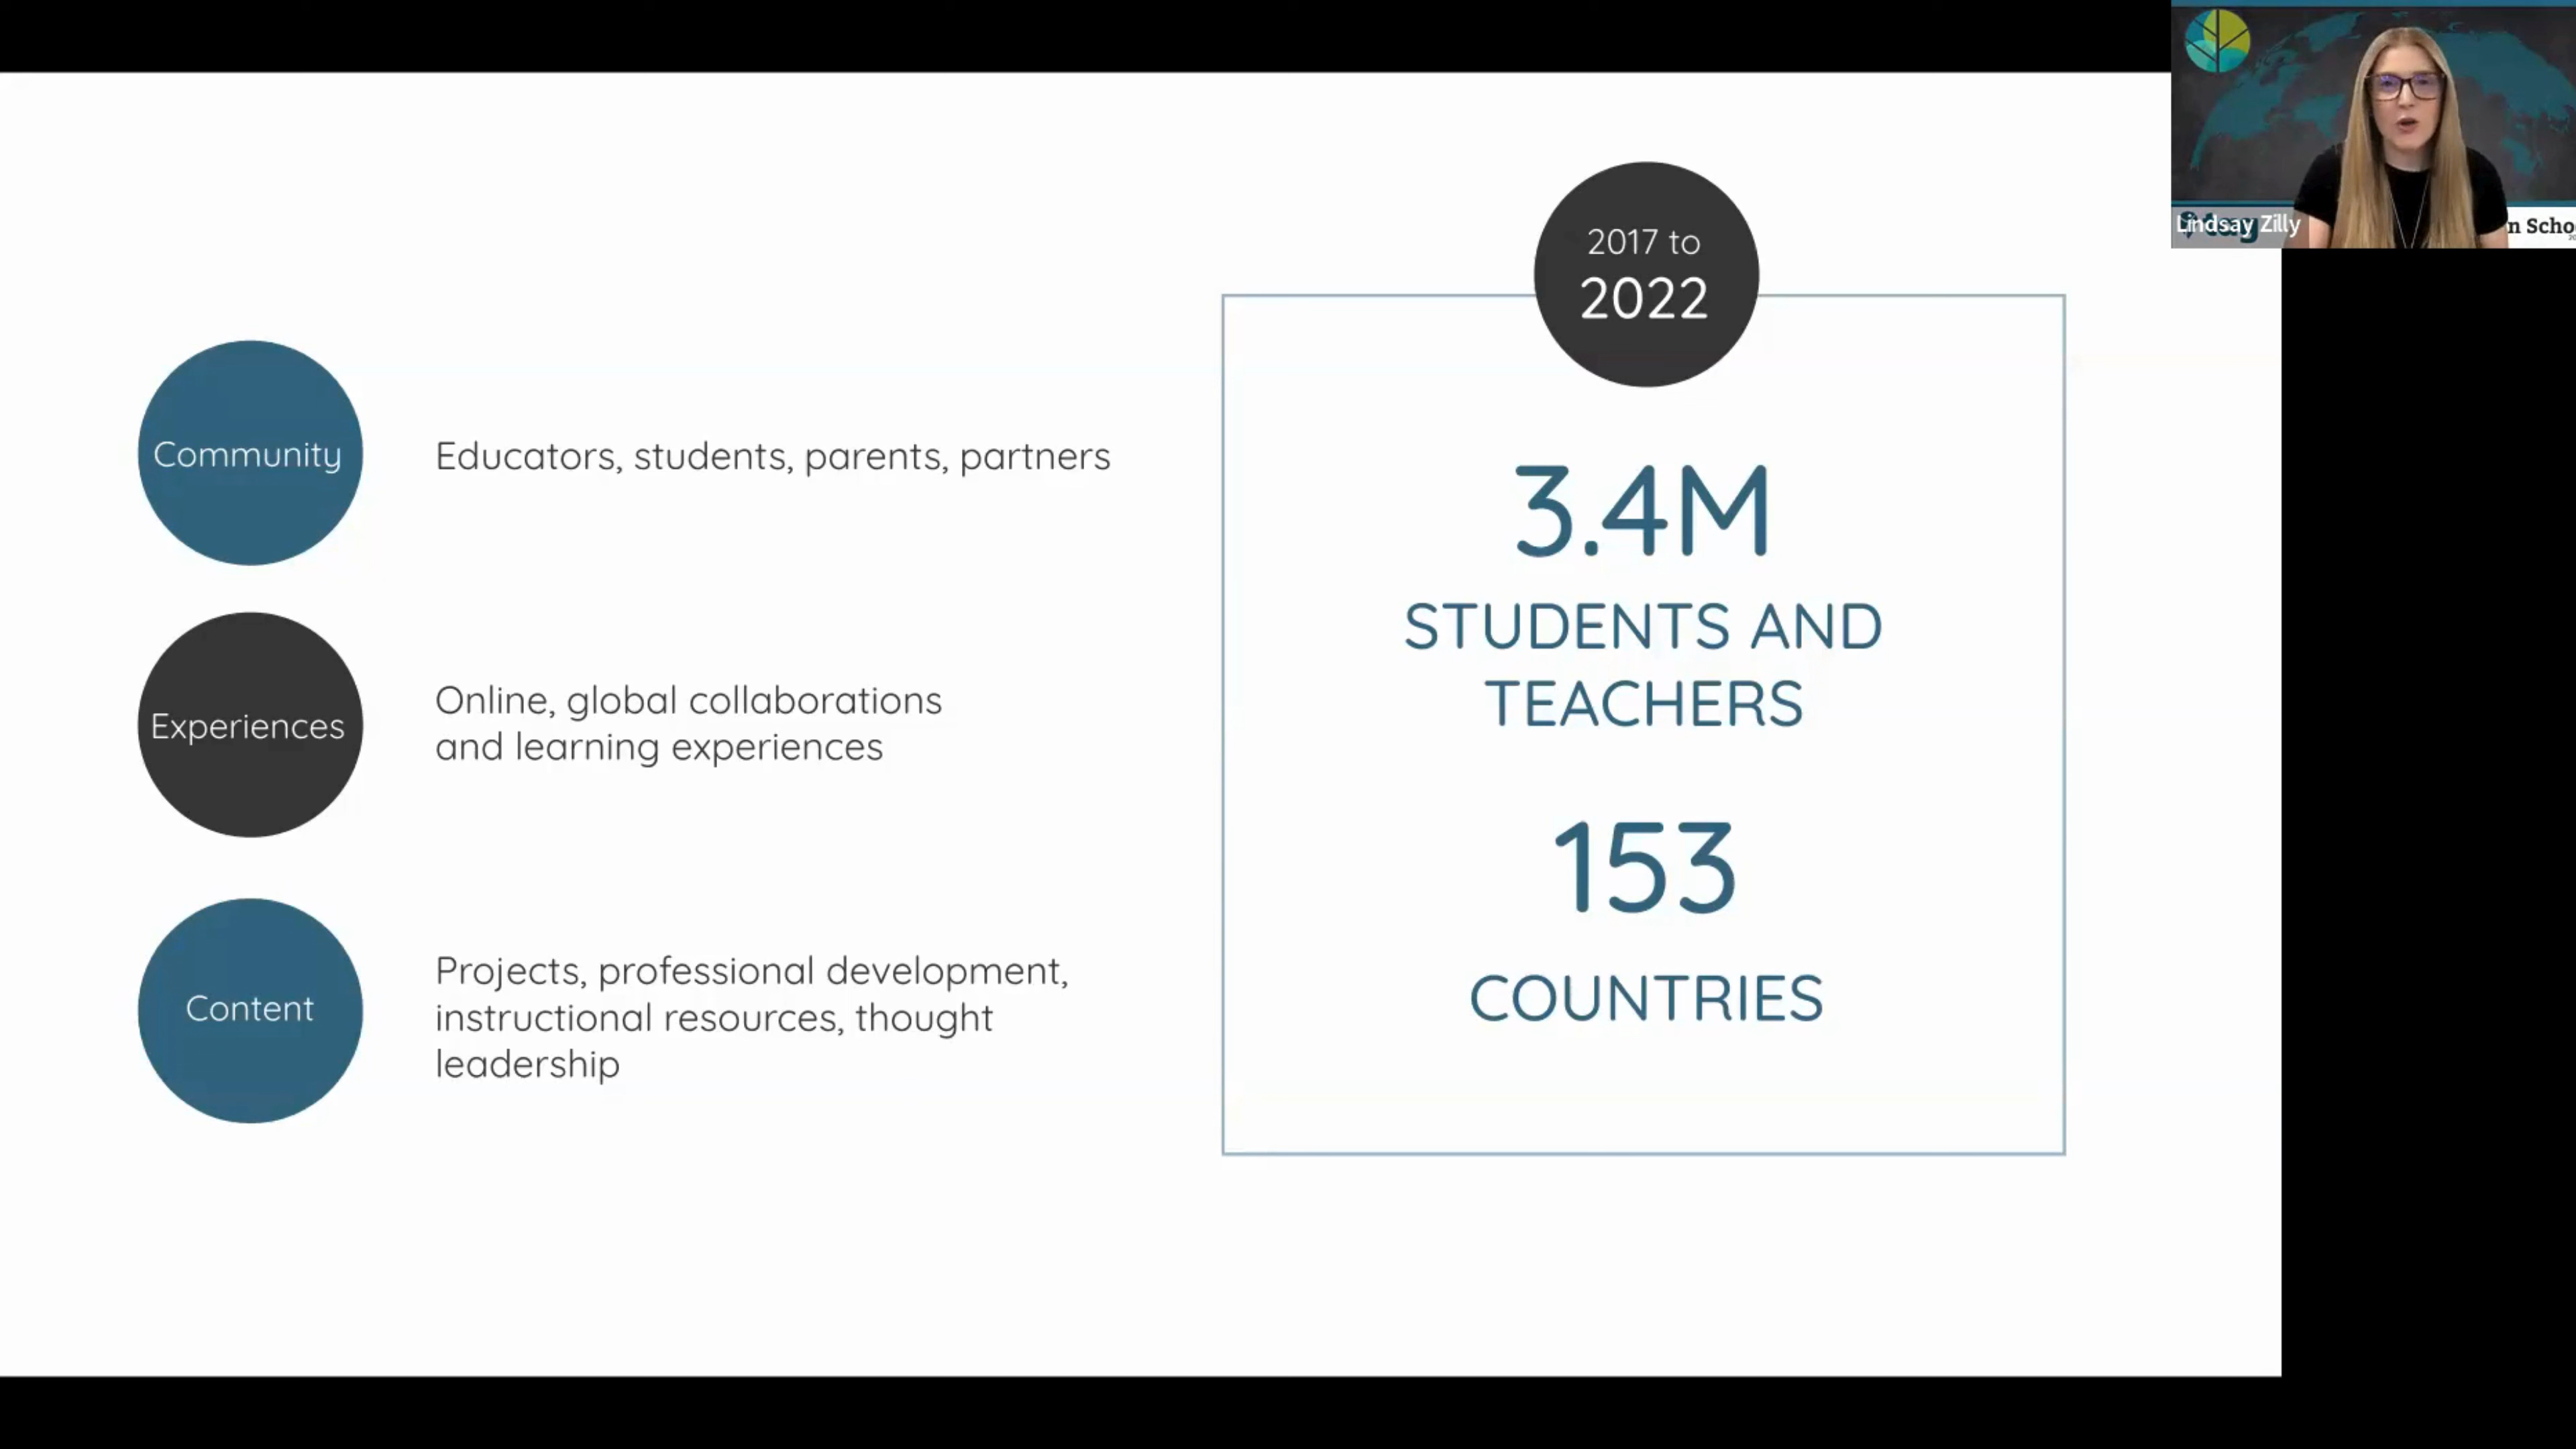 Community
Educators, students, parents, partners
Experiences
Online, global collaborations
and learning experiences
Content
Projects, professional development,
instructional resources, thought
leadership
2017 to
2022
3.4M
STUDENTS AND
TEACHERS
153
COUNTRIES
Lindsay Zilly
n Scho